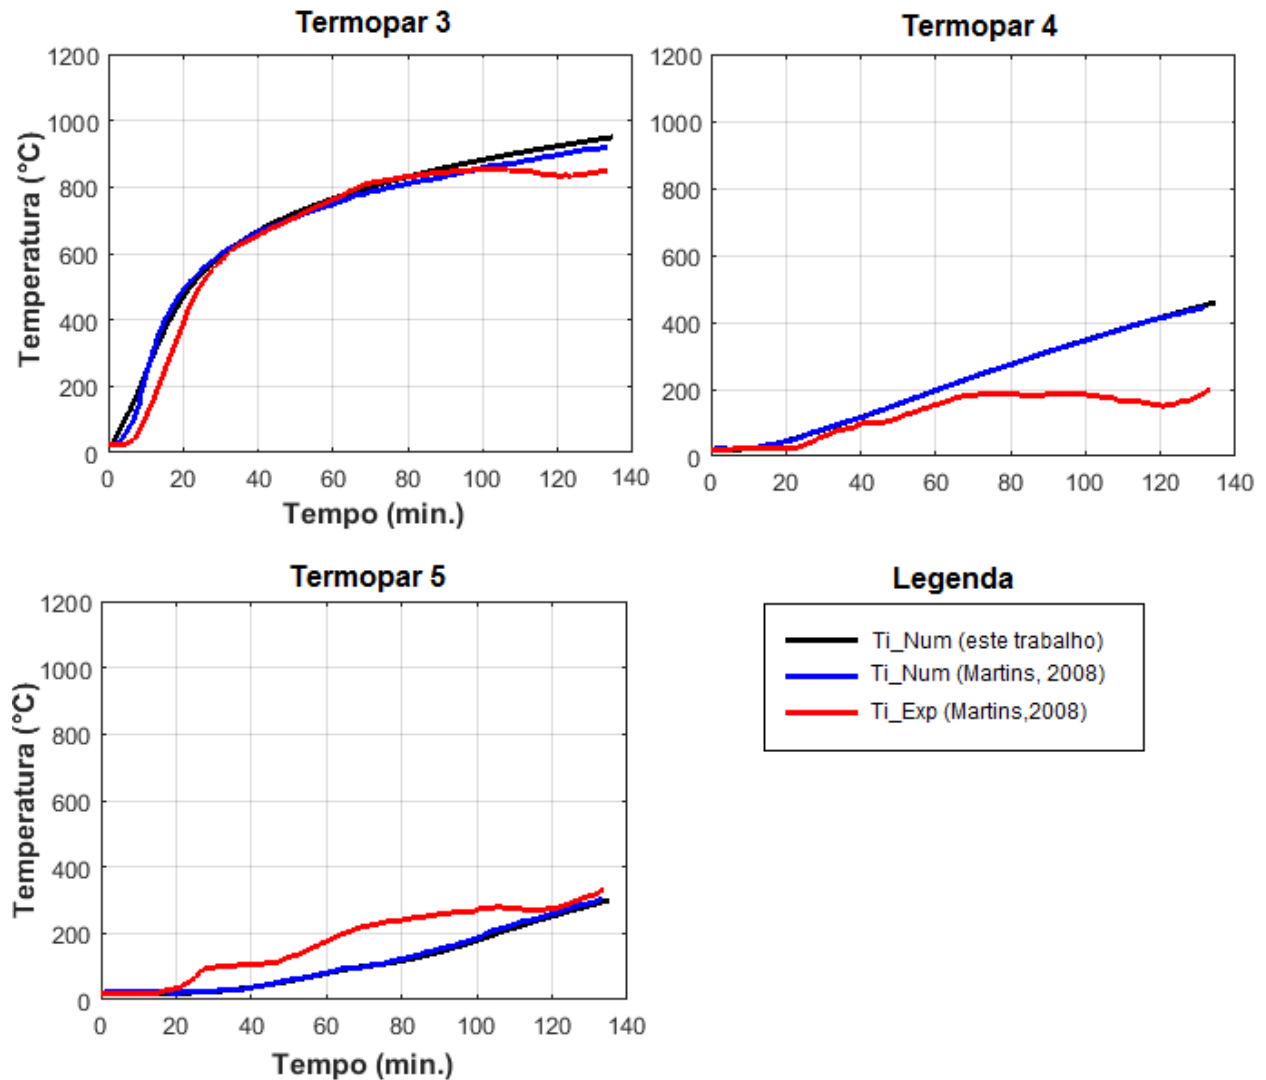 Termopar 3
1200
1000
800
600
400
200
0
0 20 40 60 80 100 120 140
Temperatura (°C)
Tempo (min.)
Termopar 4
1200
1000
800
600
400
200
0
0 20 40 60 80 100 120 140
Termopar 5
1200
1000
800
600
400
200
0
0 20 40 60 80 100 120 140
Temperatura (°C)
Tempo (min.)
Legenda
Ti_Num (este trabalho)
Ti_Num (Martins, 2008)
Ti_Exp (Martins,2008)